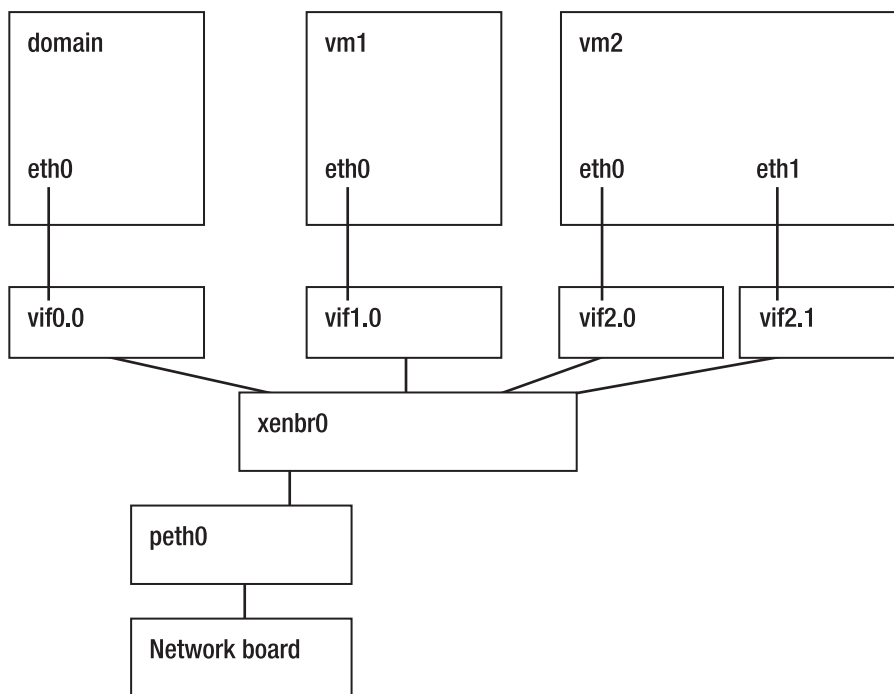 domain
vm1
vm2
eth0
eth0
eth0
eth1
vif0.0
vif1.0
vif2.0
vif2.1
xenbr0
peth0
Network board